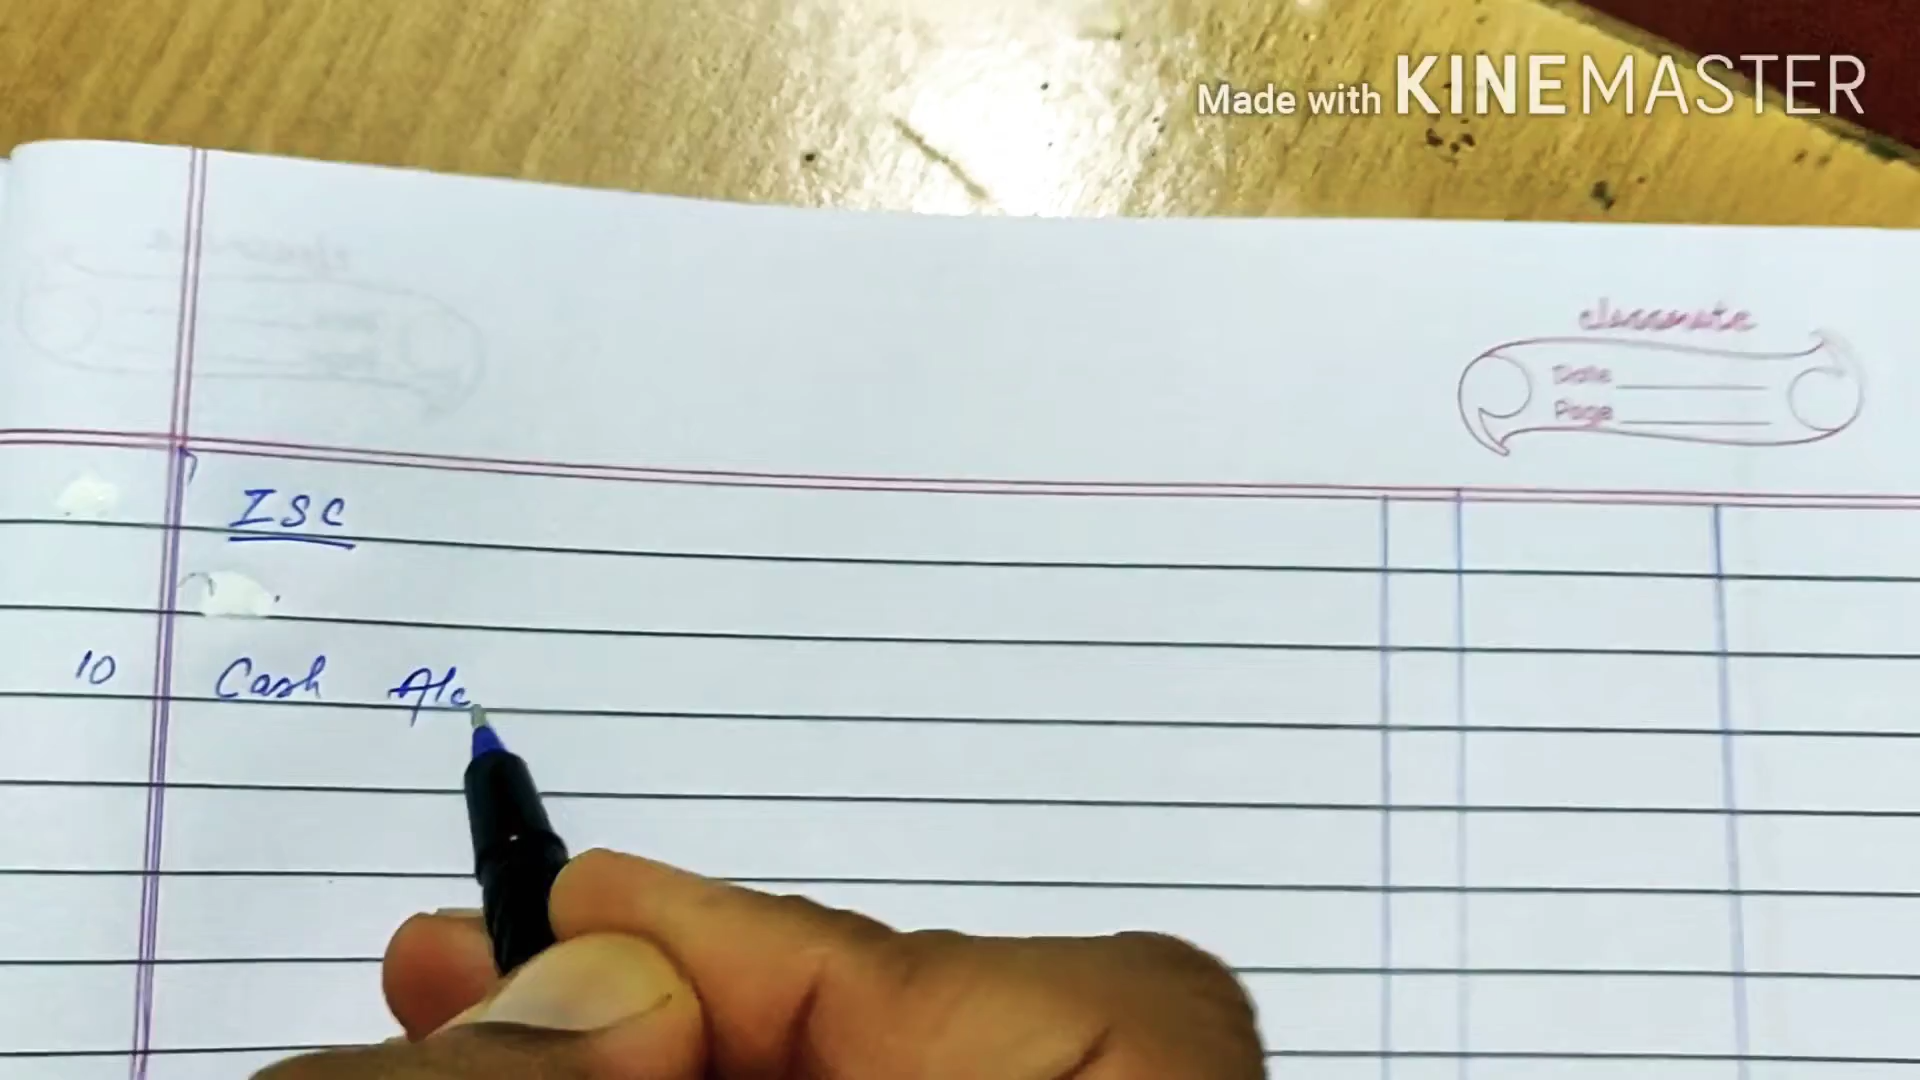 Made with KINEMASTER
classmate
Date
Page
ISC
10 Cash A/c